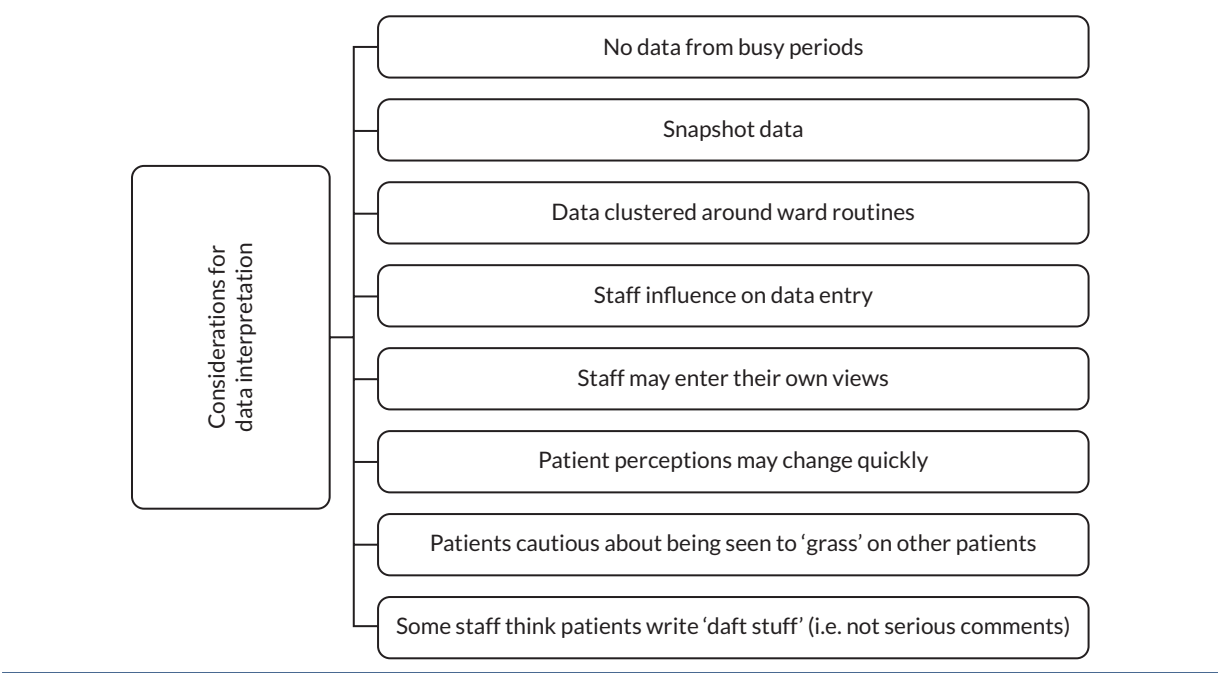 Considerations for
data interpretation
No data from busy periods
Snapshot data
Data clustered around ward routines
Staff influence on data entry
Staff may enter their own views
Patient perceptions may change quickly
Patients cautious about being seen to ‘grass’ on other patients
Some staff think patients write ‘daft stuff’ (i.e. not serious comments)